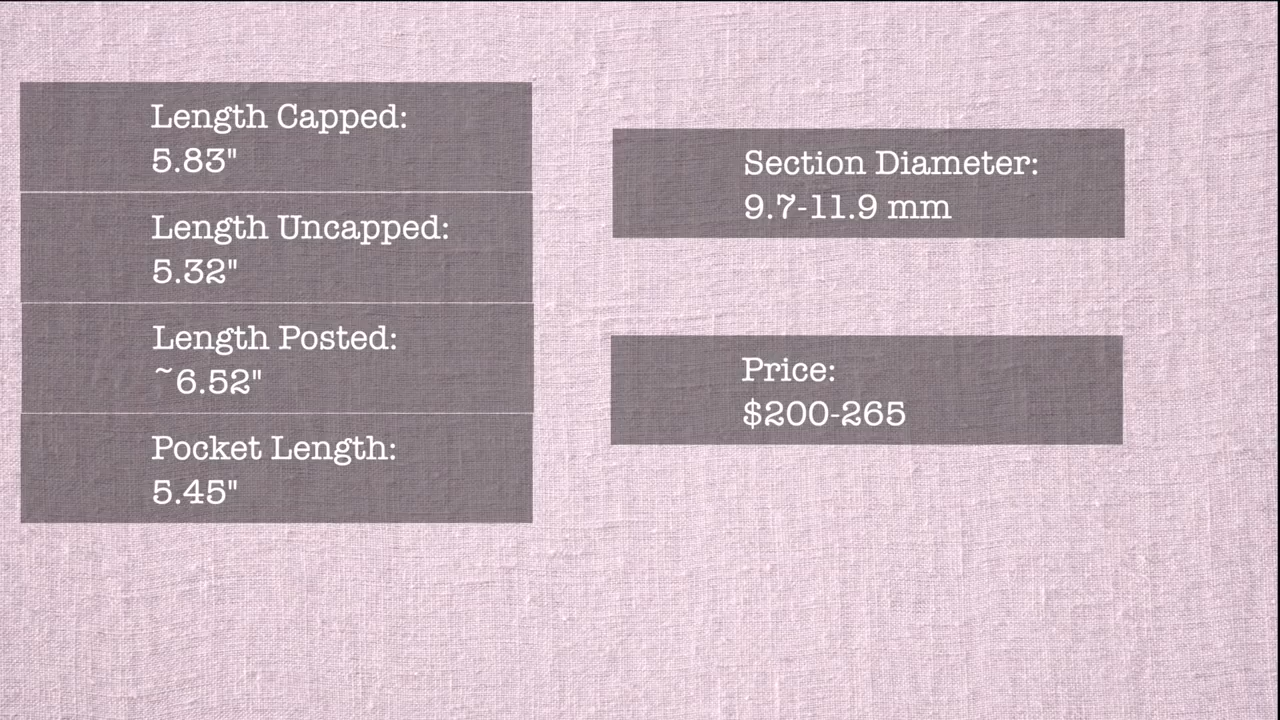 Length Capped:
5.83"
Length Uncapped:
5.32"
Length Posted:
~6.52"
Pocket Length:
5.45"
Section Diameter:
9.7-11.9 mm
Price:
$200-265